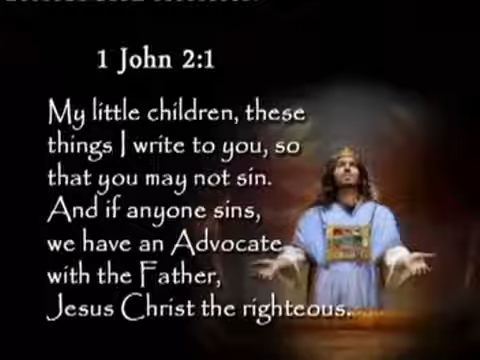 1 John 2:1
My little children, these
things I write to you, so
that you may not sin.
And if anyone sins,
we have an Advocate
with the Father,
Jesus Christ the righteous.